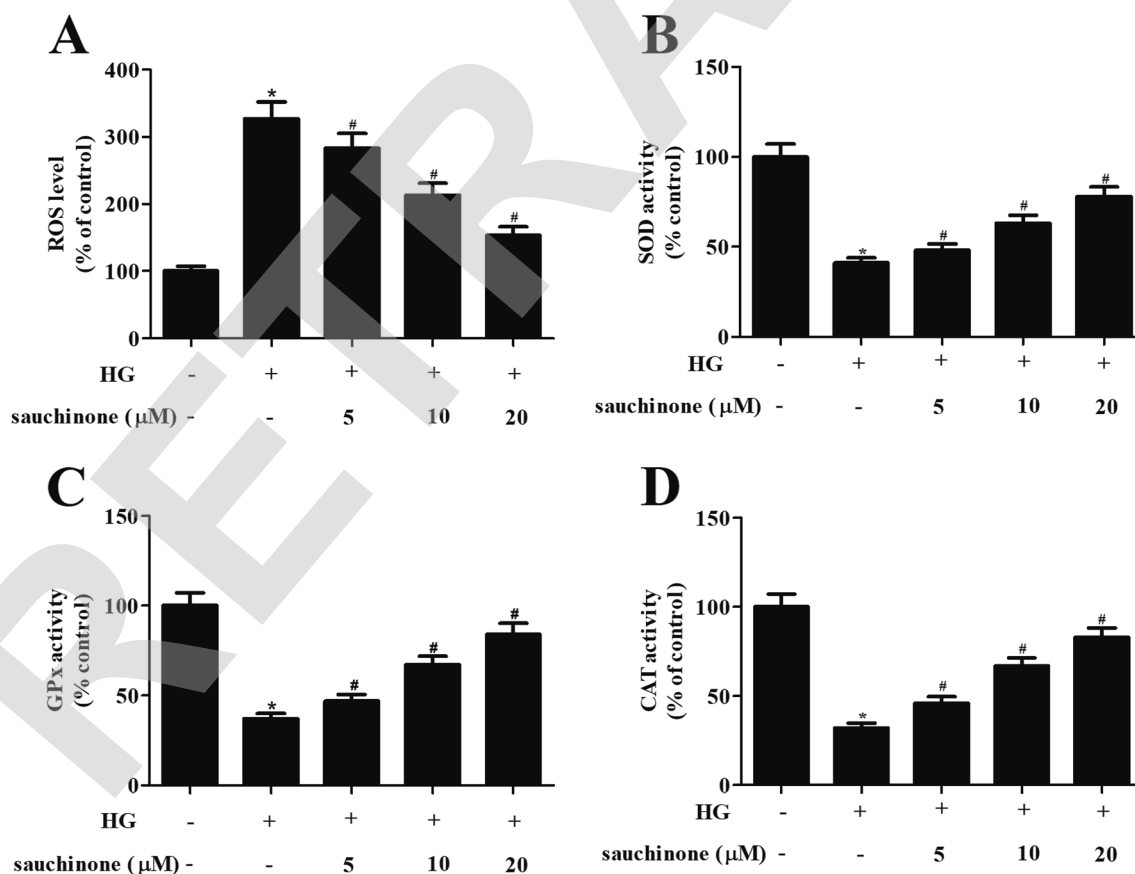 A
ROS level
(% of control)
400
300
200
100
0
*
#
#
#
HG - + + + +
sauchinone (μM) - - 5 10 20
B
SOD activity
(% control)
150
100
50
0
*
#
#
#
HG - + + + +
sauchinone (μM) - - 5 10 20
C
GPx activity
(% control)
150
100
50
0
*
#
#
#
HG - + + + +
sauchinone (μM) - - 5 10 20
D
CAT activity
(% of control)
150
100
50
0
*
#
#
#
HG - + + + +
sauchinone (μM) - - 5 10 20
RETRA